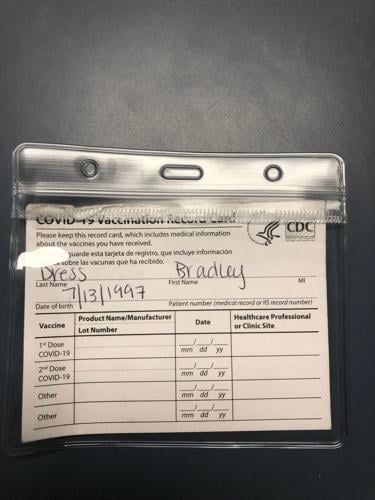 COVID-19 Vaccination Record Card
CDC
Please keep this record card, which includes medical information
about the vaccines you have received.
guarde esta tarjeta de registro, que incluye información
sobre las vacunas que ha recibido.
Dress Bradley
Last Name First Name MI
7/13/1997
Date of birth Patient number (medical record or IIS record number)
Vaccine Product Name/Manufacturer Date Healthcare Professional
Lot Number or Clinic Site
1st Dose
COVID-19 mm dd yy
2nd Dose
COVID-19 mm dd yy
Other mm dd yy
Other mm dd yy